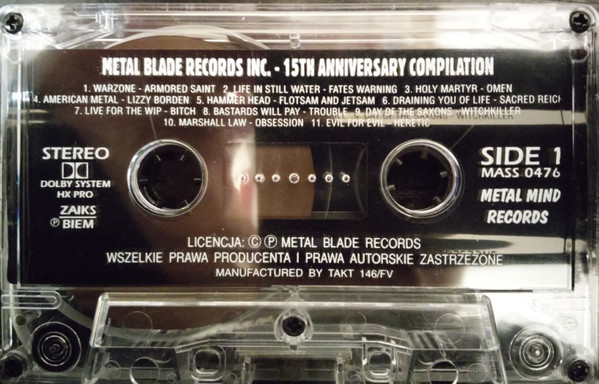 METAL BLADE RECORDS INC. - 15TH ANNIVERSARY COMPILATION
1. WARZONE - ARMORED SAINT 2. LIFE IN STILL WATER - FATES WARNING 3. HOLY MARTYR - OMEN
4. AMERICAN METAL - LIZZY BORDEN 5. HAMMER HEAD - FLOTSAM AND JETSAM 6. DRAINING YOU OF LIFE - SACRED REICH
7. LIVE FOR THE WIP - BITCH 8. BASTARDS WILL PAY - TROUBLE 9. DAY OF THE SAXONS - WITCHKILLER
10. MARSHALL LAW - OBSESSION 11. EVIL FOR EVIL - HERETIC
STEREO
DOLBY SYSTEM
HX PRO
ZAIKS
Ⓟ BIEM
SIDE 1
MASS 0476
METAL MIND
RECORDS
LICENCJA: © Ⓟ METAL BLADE RECORDS
WSZELKIE PRAWA PRODUCENTA I PRAWA AUTORSKIE ZASTRZEŻONE
MANUFACTURED BY TAKT 146/FV